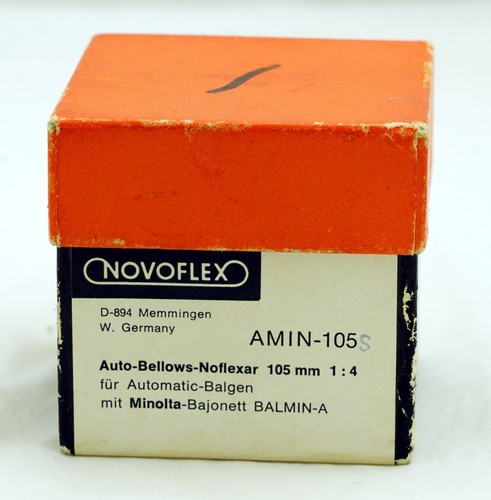 NOVOFLEX
D-894 Memmingen
W. Germany
AMIN-105S
Auto-Bellows-Noflexar 105 mm 1:4
für Automatic-Balgen
mit Minolta-Bajonett BALMIN-A